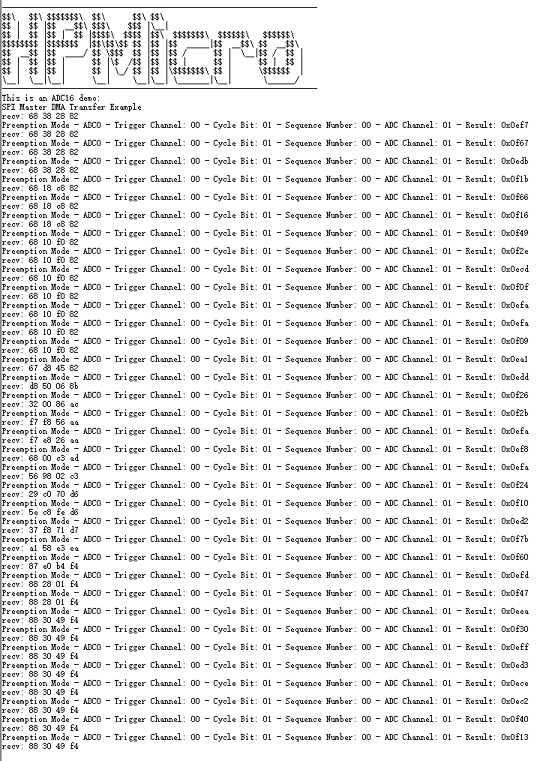 ----------------------------------------------------------------------
$$\   $$\ $$$$$$$\  $$\      $$\ $$\
$$ |  $$ |$$  __$$\ $$$\    $$$ |\__|
$$ |  $$ |$$ |  $$ |$$$$\  $$$$ |$$\  $$$$$$$\  $$$$$$\   $$$$$$\
$$$$$$$$ |$$$$$$$  |$$\$$\$$ $$ |$$ |$$  _____|$$  __$$\ $$  __$$\
$$  __$$ |$$  ____/ $$ \$$$  $$ |$$ |$$ /      $$ |  \__|$$ /  $$ |
$$ |  $$ |$$ |      $$ |\$  /$$ |$$ |$$ |      $$ |      $$ |  $$ |
$$ |  $$ |$$ |      $$ | \_/ $$ |$$ |\$$$$$$$\ $$ |      \$$$$$$  |
\__|  \__|\__|      \__|     \__|\__| \_______|\__|       \______/
----------------------------------------------------------------------
This is an ADC16 demo:
SPI Master DMA Transfer Example
recv: 68 38 28 82
Preemption Mode - ADC0 - Trigger Channel: 00 - Cycle Bit: 01 - Sequence Number: 00 - ADC Channel: 01 - Result: 0x0ef7
recv: 68 38 28 82
Preemption Mode - ADC0 - Trigger Channel: 00 - Cycle Bit: 01 - Sequence Number: 00 - ADC Channel: 01 - Result: 0x0f67
recv: 68 38 28 82
Preemption Mode - ADC0 - Trigger Channel: 00 - Cycle Bit: 01 - Sequence Number: 00 - ADC Channel: 01 - Result: 0x0edb
recv: 68 38 28 82
Preemption Mode - ADC0 - Trigger Channel: 00 - Cycle Bit: 01 - Sequence Number: 00 - ADC Channel: 01 - Result: 0x0f1b
recv: 68 18 c8 82
Preemption Mode - ADC0 - Trigger Channel: 00 - Cycle Bit: 01 - Sequence Number: 00 - ADC Channel: 01 - Result: 0x0f66
recv: 68 18 c8 82
Preemption Mode - ADC0 - Trigger Channel: 00 - Cycle Bit: 01 - Sequence Number: 00 - ADC Channel: 01 - Result: 0x0f16
recv: 68 18 c8 82
Preemption Mode - ADC0 - Trigger Channel: 00 - Cycle Bit: 01 - Sequence Number: 00 - ADC Channel: 01 - Result: 0x0f49
recv: 68 10 f0 82
Preemption Mode - ADC0 - Trigger Channel: 00 - Cycle Bit: 01 - Sequence Number: 00 - ADC Channel: 01 - Result: 0x0f2e
recv: 68 10 f0 82
Preemption Mode - ADC0 - Trigger Channel: 00 - Cycle Bit: 01 - Sequence Number: 00 - ADC Channel: 01 - Result: 0x0ecd
recv: 68 10 f0 82
Preemption Mode - ADC0 - Trigger Channel: 00 - Cycle Bit: 01 - Sequence Number: 00 - ADC Channel: 01 - Result: 0x0f0f
recv: 68 10 f0 82
Preemption Mode - ADC0 - Trigger Channel: 00 - Cycle Bit: 01 - Sequence Number: 00 - ADC Channel: 01 - Result: 0x0efa
recv: 68 10 f0 82
Preemption Mode - ADC0 - Trigger Channel: 00 - Cycle Bit: 01 - Sequence Number: 00 - ADC Channel: 01 - Result: 0x0efa
recv: 68 10 f0 82
Preemption Mode - ADC0 - Trigger Channel: 00 - Cycle Bit: 01 - Sequence Number: 00 - ADC Channel: 01 - Result: 0x0f09
recv: 68 10 f0 82
Preemption Mode - ADC0 - Trigger Channel: 00 - Cycle Bit: 01 - Sequence Number: 00 - ADC Channel: 01 - Result: 0x0ea1
recv: 67 d8 45 82
Preemption Mode - ADC0 - Trigger Channel: 00 - Cycle Bit: 01 - Sequence Number: 00 - ADC Channel: 01 - Result: 0x0edd
recv: d8 50 06 8b
Preemption Mode - ADC0 - Trigger Channel: 00 - Cycle Bit: 01 - Sequence Number: 00 - ADC Channel: 01 - Result: 0x0f26
recv: 32 00 86 ac
Preemption Mode - ADC0 - Trigger Channel: 00 - Cycle Bit: 01 - Sequence Number: 00 - ADC Channel: 01 - Result: 0x0f2b
recv: f7 f8 56 aa
Preemption Mode - ADC0 - Trigger Channel: 00 - Cycle Bit: 01 - Sequence Number: 00 - ADC Channel: 01 - Result: 0x0efa
recv: f7 e8 26 aa
Preemption Mode - ADC0 - Trigger Channel: 00 - Cycle Bit: 01 - Sequence Number: 00 - ADC Channel: 01 - Result: 0x0ef8
recv: 68 00 c3 ad
Preemption Mode - ADC0 - Trigger Channel: 00 - Cycle Bit: 01 - Sequence Number: 00 - ADC Channel: 01 - Result: 0x0efa
recv: 56 98 02 c3
Preemption Mode - ADC0 - Trigger Channel: 00 - Cycle Bit: 01 - Sequence Number: 00 - ADC Channel: 01 - Result: 0x0f24
recv: 29 c0 70 d6
Preemption Mode - ADC0 - Trigger Channel: 00 - Cycle Bit: 01 - Sequence Number: 00 - ADC Channel: 01 - Result: 0x0f10
recv: 5e c8 fe d6
Preemption Mode - ADC0 - Trigger Channel: 00 - Cycle Bit: 01 - Sequence Number: 00 - ADC Channel: 01 - Result: 0x0ed2
recv: 37 f8 71 d7
Preemption Mode - ADC0 - Trigger Channel: 00 - Cycle Bit: 01 - Sequence Number: 00 - ADC Channel: 01 - Result: 0x0f7b
recv: a1 58 e3 ea
Preemption Mode - ADC0 - Trigger Channel: 00 - Cycle Bit: 01 - Sequence Number: 00 - ADC Channel: 01 - Result: 0x0f60
recv: 87 e0 b4 f4
Preemption Mode - ADC0 - Trigger Channel: 00 - Cycle Bit: 01 - Sequence Number: 00 - ADC Channel: 01 - Result: 0x0efd
recv: 88 28 01 f4
Preemption Mode - ADC0 - Trigger Channel: 00 - Cycle Bit: 01 - Sequence Number: 00 - ADC Channel: 01 - Result: 0x0f47
recv: 88 28 01 f4
Preemption Mode - ADC0 - Trigger Channel: 00 - Cycle Bit: 01 - Sequence Number: 00 - ADC Channel: 01 - Result: 0x0eea
recv: 88 30 49 f4
Preemption Mode - ADC0 - Trigger Channel: 00 - Cycle Bit: 01 - Sequence Number: 00 - ADC Channel: 01 - Result: 0x0f30
recv: 88 30 49 f4
Preemption Mode - ADC0 - Trigger Channel: 00 - Cycle Bit: 01 - Sequence Number: 00 - ADC Channel: 01 - Result: 0x0eff
recv: 88 30 49 f4
Preemption Mode - ADC0 - Trigger Channel: 00 - Cycle Bit: 01 - Sequence Number: 00 - ADC Channel: 01 - Result: 0x0ed3
recv: 88 30 49 f4
Preemption Mode - ADC0 - Trigger Channel: 00 - Cycle Bit: 01 - Sequence Number: 00 - ADC Channel: 01 - Result: 0x0ece
recv: 88 30 49 f4
Preemption Mode - ADC0 - Trigger Channel: 00 - Cycle Bit: 01 - Sequence Number: 00 - ADC Channel: 01 - Result: 0x0ec2
recv: 88 30 49 f4
Preemption Mode - ADC0 - Trigger Channel: 00 - Cycle Bit: 01 - Sequence Number: 00 - ADC Channel: 01 - Result: 0x0f40
recv: 88 30 49 f4
Preemption Mode - ADC0 - Trigger Channel: 00 - Cycle Bit: 01 - Sequence Number: 00 - ADC Channel: 01 - Result: 0x0f13
recv: 88 30 49 f4